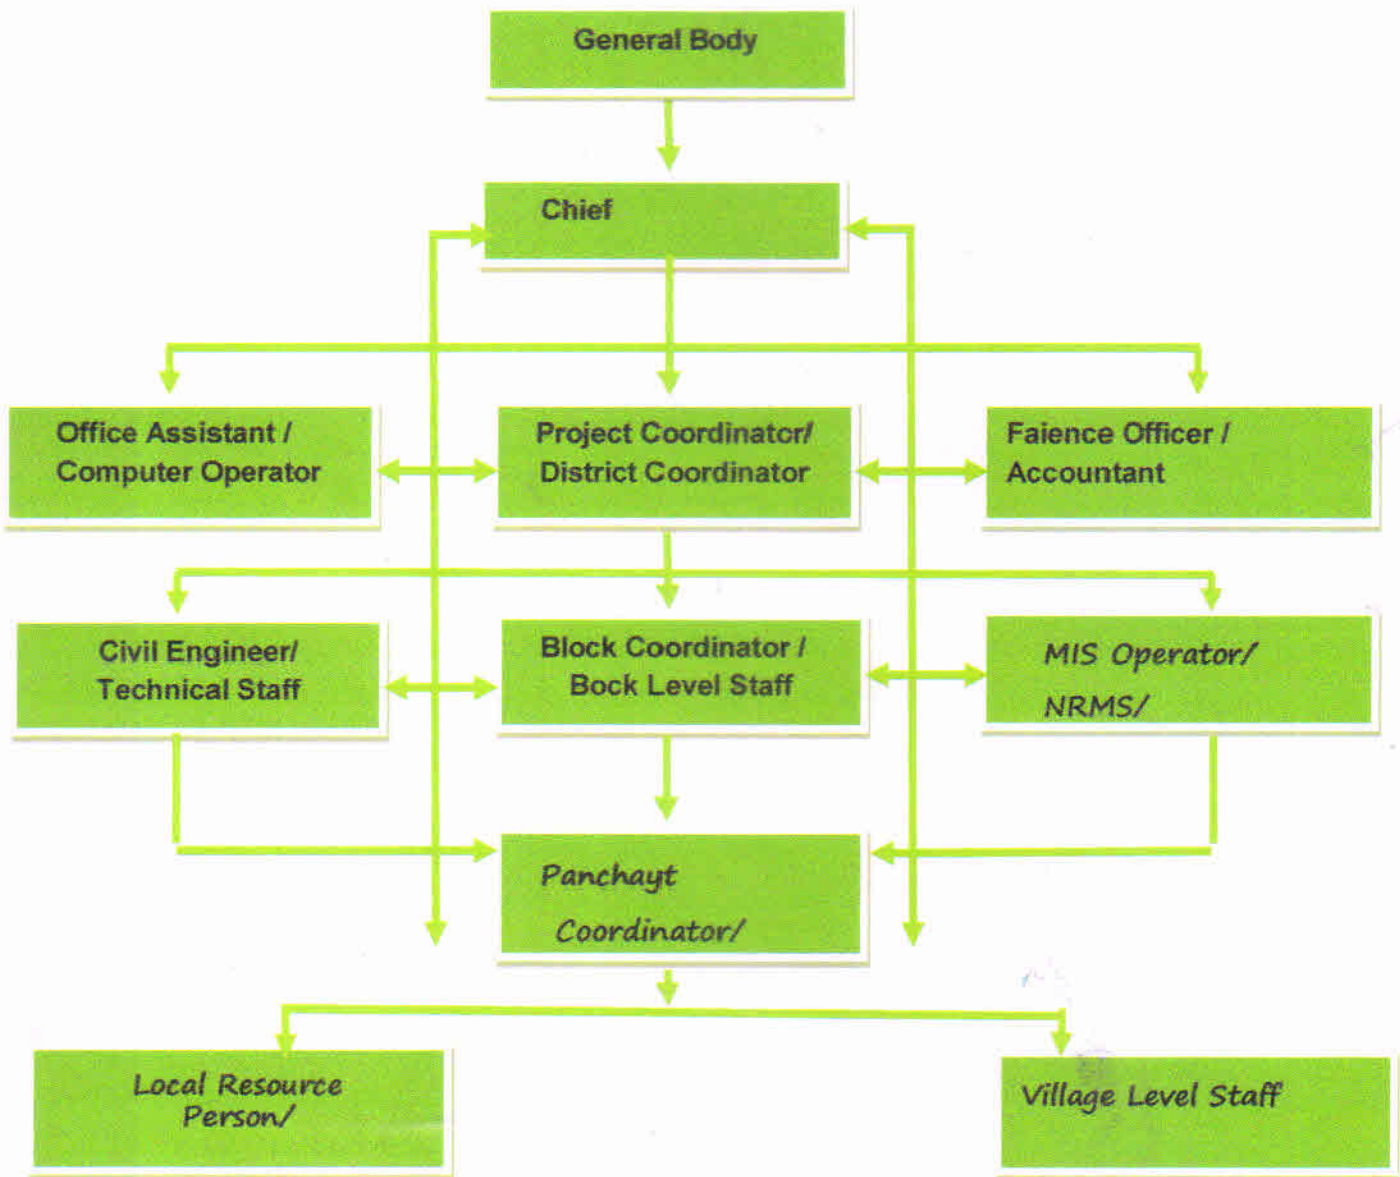 General Body
Chief
Office Assistant /
Computer Operator
Project Coordinator/
District Coordinator
Faience Officer /
Accountant
Civil Engineer/
Technical Staff
Block Coordinator /
Bock Level Staff
MIS Operator/
NRMS/
Panchayt
Coordinator/
Local Resource
Person/
Village Level Staff